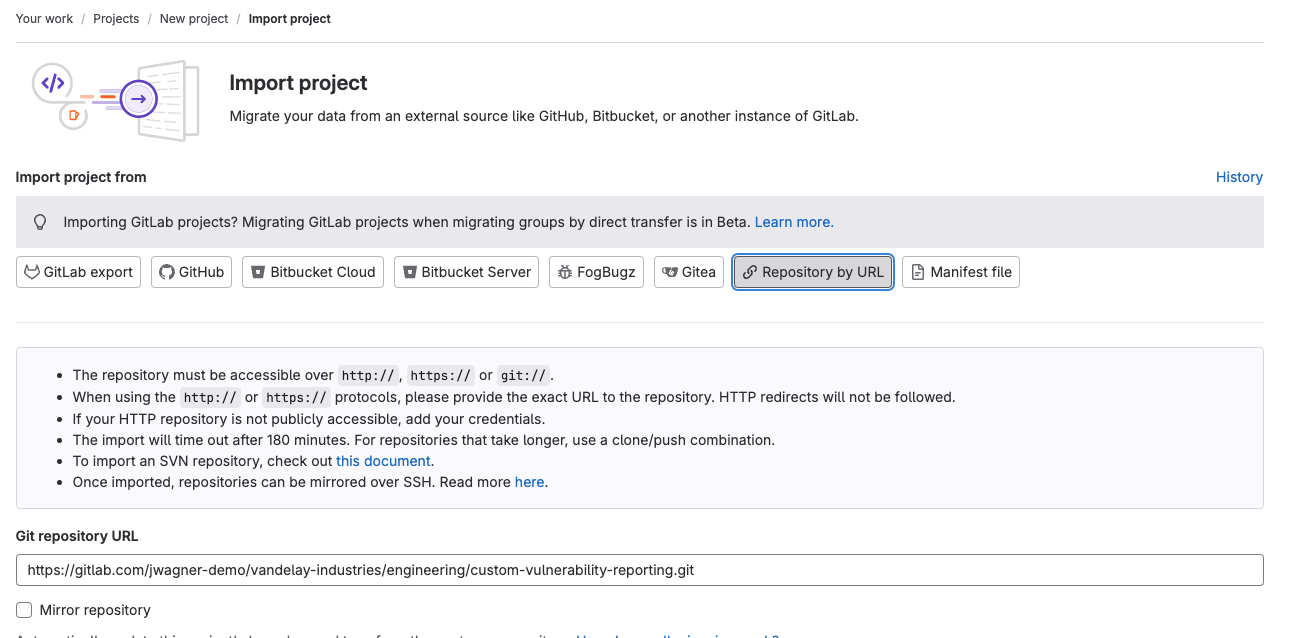 Your work / Projects / New project / Import project
Import project
Migrate your data from an external source like GitHub, Bitbucket, or another instance of GitLab.
Import project from
History
Importing GitLab projects? Migrating GitLab projects when migrating groups by direct transfer is in Beta. Learn more.
GitLab export GitHub Bitbucket Cloud Bitbucket Server FogBugz Gitea Repository by URL Manifest file
• The repository must be accessible over http://, https:// or git://.
• When using the http:// or https:// protocols, please provide the exact URL to the repository. HTTP redirects will not be followed.
• If your HTTP repository is not publicly accessible, add your credentials.
• The import will time out after 180 minutes. For repositories that take longer, use a clone/push combination.
• To import an SVN repository, check out this document.
• Once imported, repositories can be mirrored over SSH. Read more here.
Git repository URL
https://gitlab.com/jwagner-demo/vandelay-industries/engineering/custom-vulnerability-reporting.git
Mirror repository